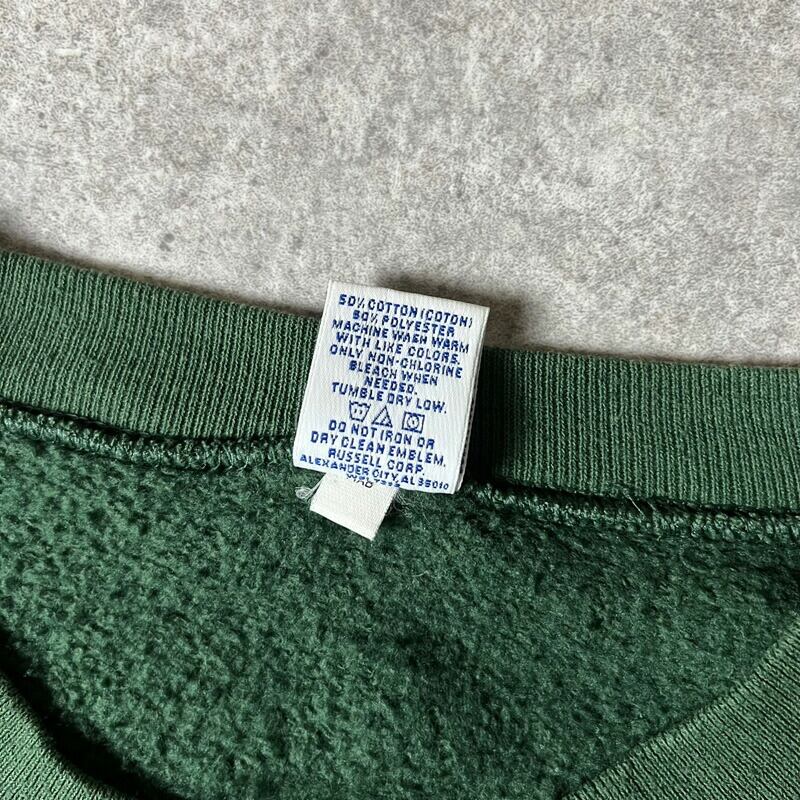 50% COTTON (COTON)
50% POLYESTER
MACHINE WASH WARM
WITH LIKE COLORS.
ONLY NON-CHLORINE
BLEACH WHEN
NEEDED.
TUMBLE DRY LOW.
DO NOT IRON OR
DRY CLEAN EMBLEM.
RUSSELL CORP.
ALEXANDER CITY, AL 35010